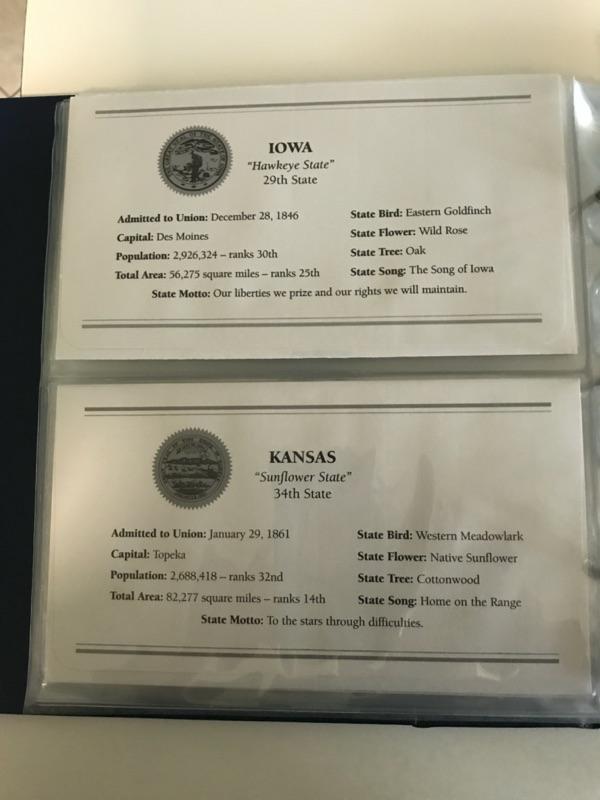 IOWA
"Hawkeye State"
29th State
Admitted to Union: December 28, 1846
Capital: Des Moines
Population: 2,926,324 – ranks 30th
Total Area: 56,275 square miles – ranks 25th
State Bird: Eastern Goldfinch
State Flower: Wild Rose
State Tree: Oak
State Song: The Song of Iowa
State Motto: Our liberties we prize and our rights we will maintain.
KANSAS
"Sunflower State"
34th State
Admitted to Union: January 29, 1861
Capital: Topeka
Population: 2,688,418 – ranks 32nd
Total Area: 82,277 square miles – ranks 14th
State Bird: Western Meadowlark
State Flower: Native Sunflower
State Tree: Cottonwood
State Song: Home on the Range
State Motto: To the stars through difficulties.